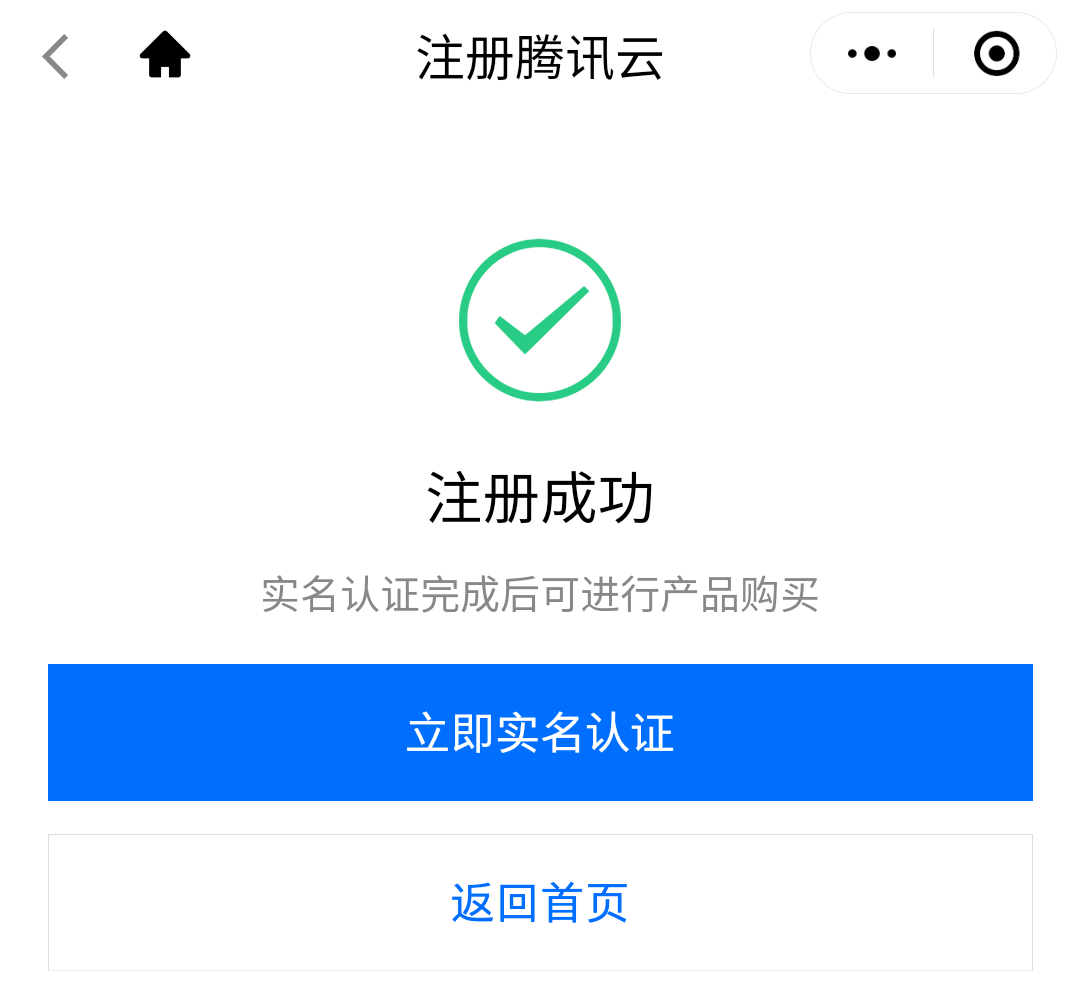 注册腾讯云
注册成功
实名认证完成后可进行产品购买
立即实名认证
返回首页